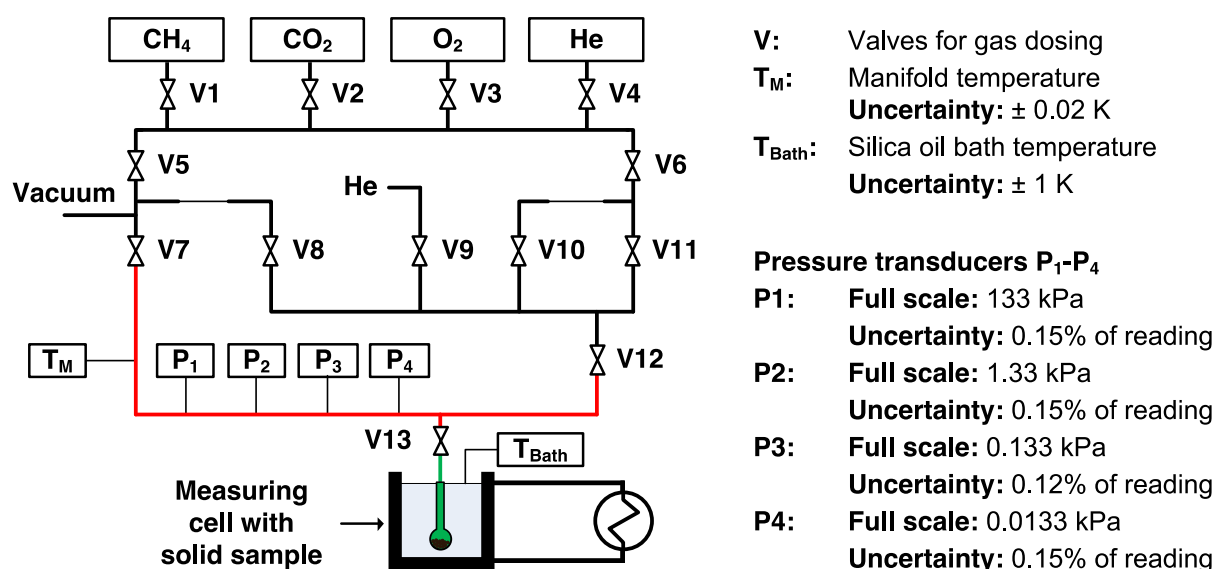 CH₄ CO₂ O₂ He
V1 V2 V3 V4
V5 V6
Vacuum He
V7 V8 V9 V10 V11
T_M P₁ P₂ P₃ P₄ V12
V13 T_Bath
Measuring
cell with
solid sample
V: Valves for gas dosing
T_M: Manifold temperature
Uncertainty: ± 0.02 K
T_Bath: Silica oil bath temperature
Uncertainty: ± 1 K
Pressure transducers P₁-P₄
P1: Full scale: 133 kPa
Uncertainty: 0.15% of reading
P2: Full scale: 1.33 kPa
Uncertainty: 0.15% of reading
P3: Full scale: 0.133 kPa
Uncertainty: 0.12% of reading
P4: Full scale: 0.0133 kPa
Uncertainty: 0.15% of reading